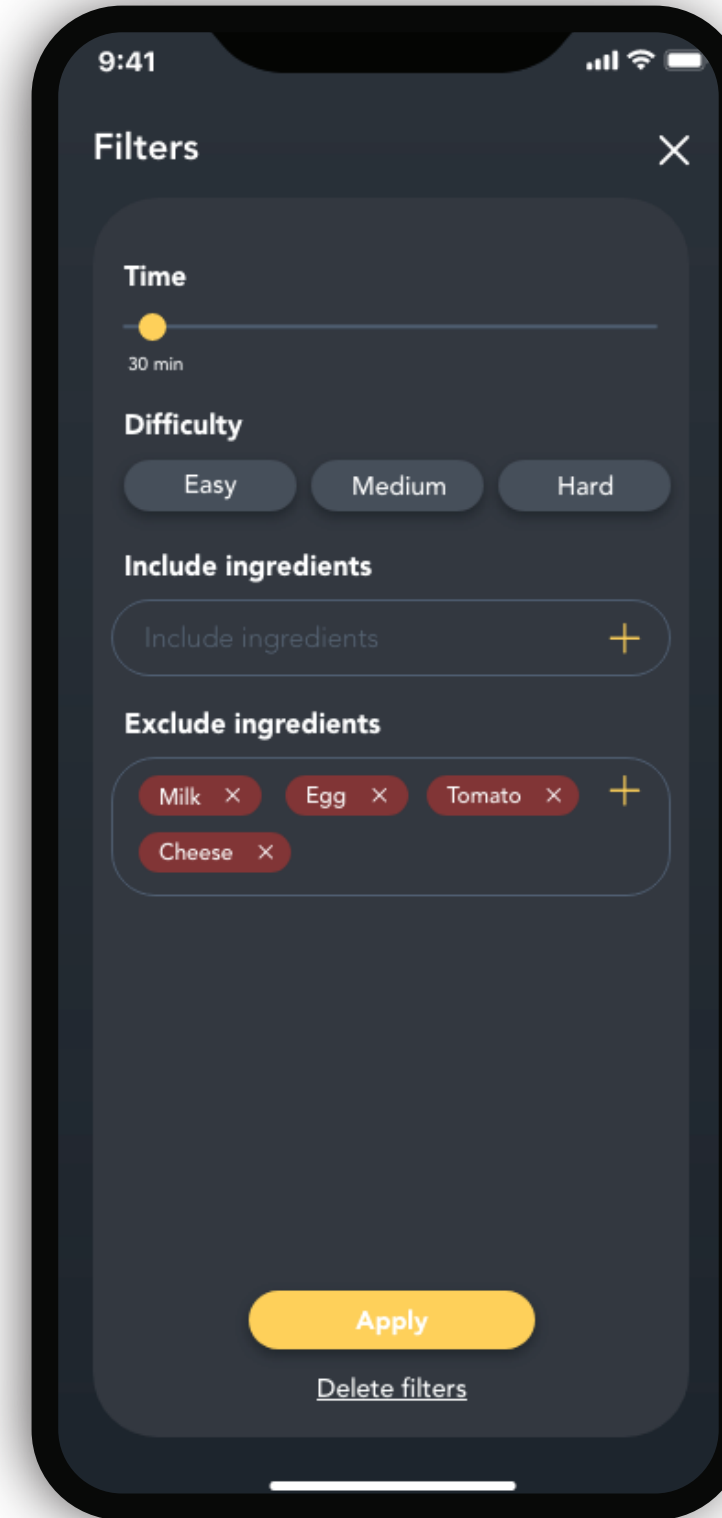 9:41
Filters
Time
30 min
Difficulty
Easy Medium Hard
Include ingredients
Include ingredients
Exclude ingredients
Milk × Egg × Tomato × +
Cheese ×
Apply
Delete filters